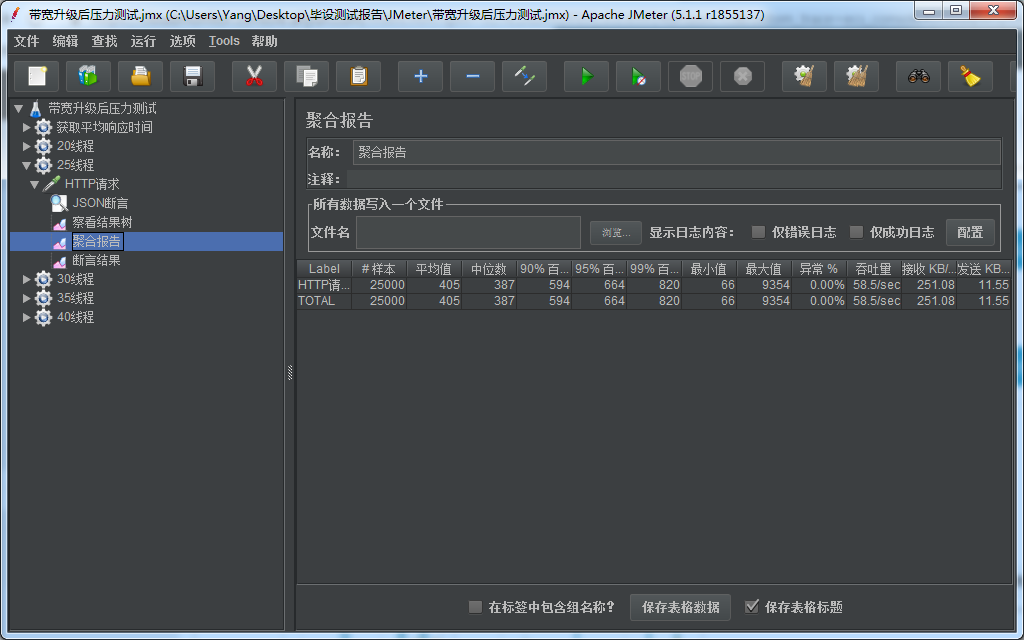 带宽升级后压力测试.jmx (C:\Users\Yang\Desktop\毕设测试报告\JMeter\带宽升级后压力测试.jmx) - Apache JMeter (5.1.1 r1855137)
文件 编辑 查找 运行 选项 Tools 帮助
STOP
带宽升级后压力测试
获取平均响应时间
20线程
25线程
HTTP请求
JSON断言
察看结果树
聚合报告
断言结果
30线程
35线程
40线程
聚合报告
名称： 聚合报告
注释：
所有数据写入一个文件
文件名 浏览... 显示日志内容： 仅错误日志 仅成功日志 配置
Label # 样本 平均值 中位数 90% 百... 95% 百... 99% 百... 最小值 最大值 异常 % 吞吐量 接收 KB/... 发送 KB...
HTTP请... 25000 405 387 594 664 820 66 9354 0.00% 58.5/sec 251.08 11.55
TOTAL 25000 405 387 594 664 820 66 9354 0.00% 58.5/sec 251.08 11.55
在标签中包含组名称？ 保存表格数据 保存表格标题